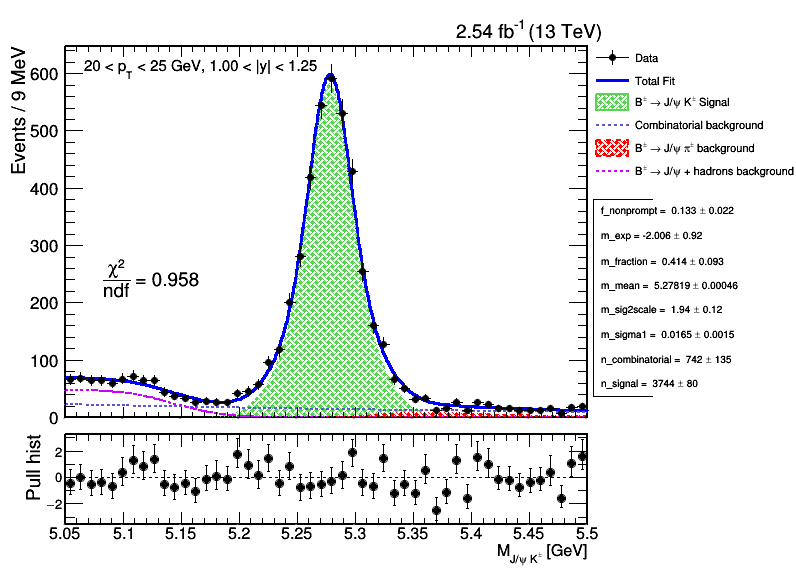 2.54 fb⁻¹ (13 TeV)
Events / 9 MeV
20 < p_T < 25 GeV, 1.00 < |y| < 1.25
600
500
400
300
200
100
0
χ²/ndf = 0.958
Data
Total Fit
B± → J/ψ K± Signal
Combinatorial background
B± → J/ψ π± background
B± → J/ψ + hadrons background
f_nonprompt = 0.133 ± 0.022
m_exp = -2.006 ± 0.92
m_fraction = 0.414 ± 0.093
m_mean = 5.27819 ± 0.00046
m_sig2scale = 1.94 ± 0.12
m_sigma1 = 0.0165 ± 0.0015
n_combinatorial = 742 ± 135
n_signal = 3744 ± 80
Pull hist
2
0
−2
5.05 5.1 5.15 5.2 5.25 5.3 5.35 5.4 5.45 5.5
M_J/ψ K± [GeV]